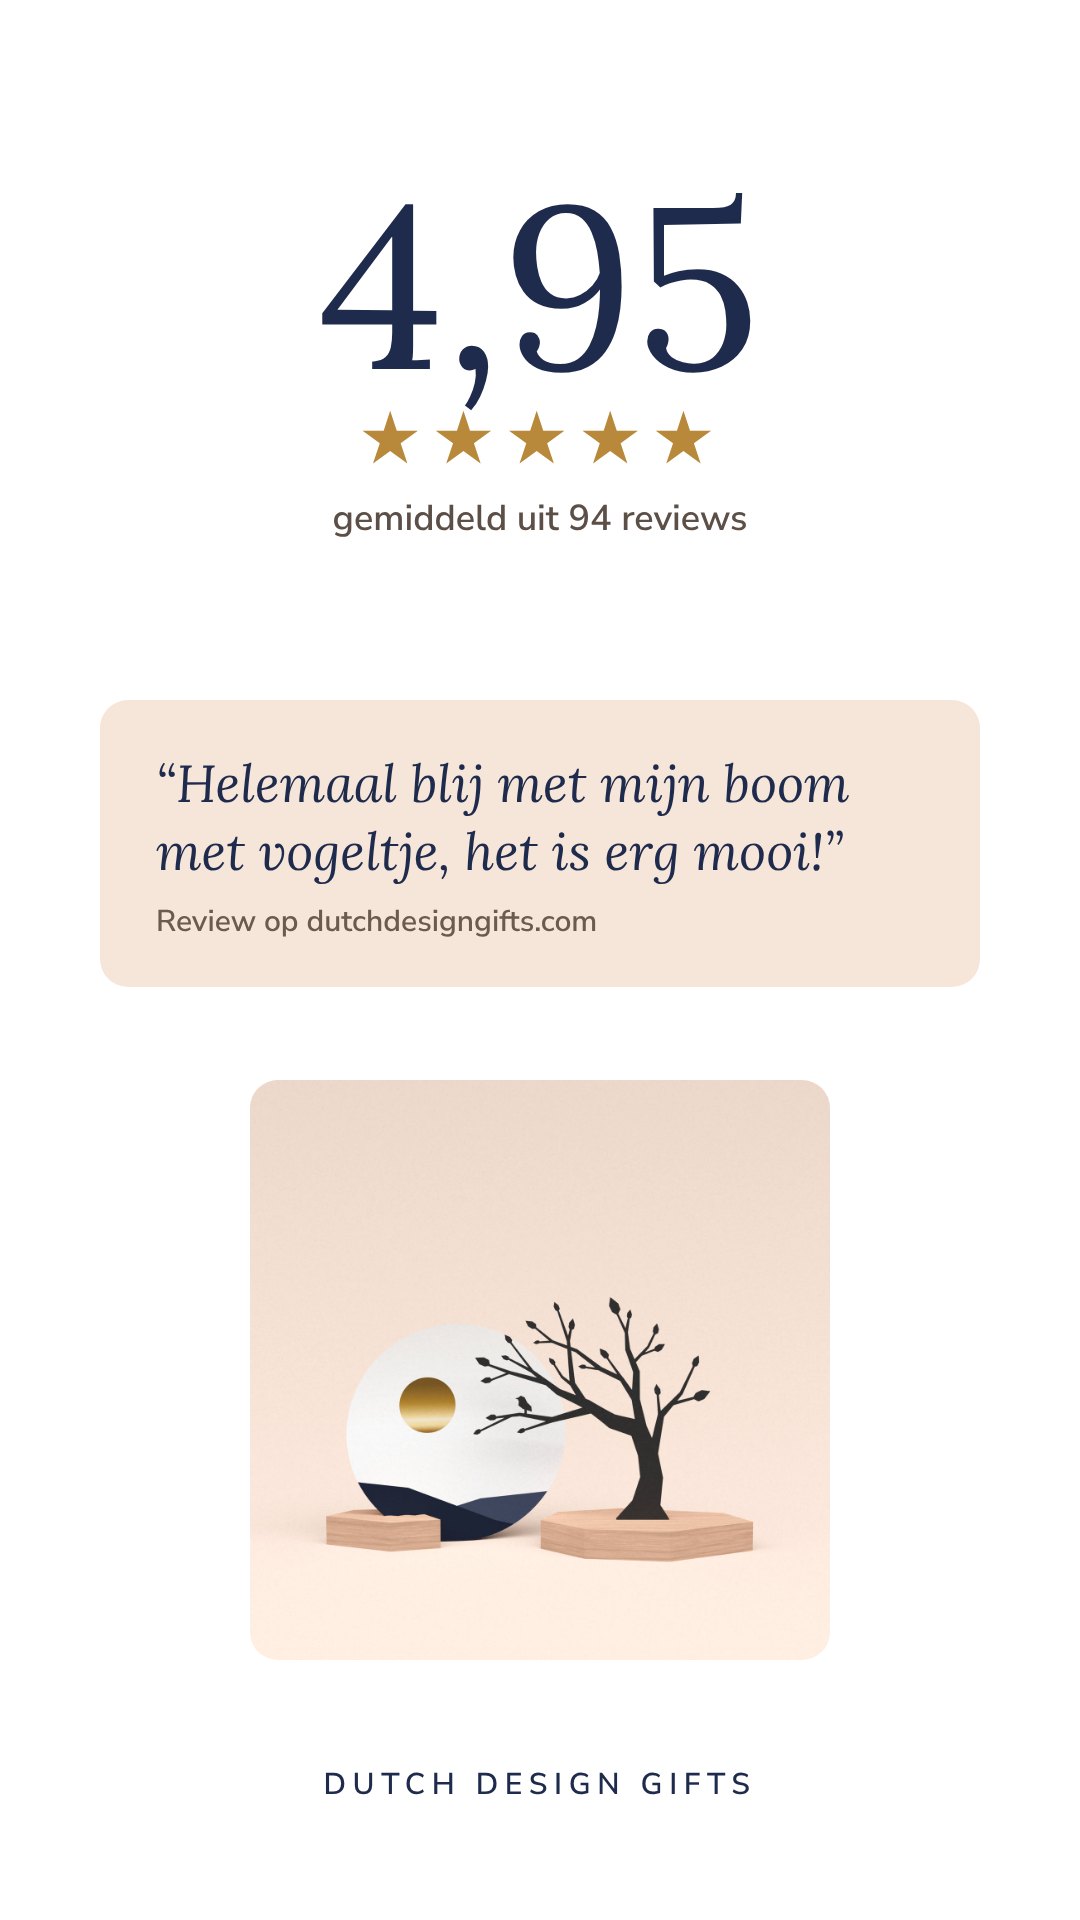 4,95
★★★★★
gemiddeld uit 94 reviews
“Helemaal blij met mijn boom
met vogeltje, het is erg mooi!”
Review op dutchdesigngifts.com
DUTCH DESIGN GIFTS